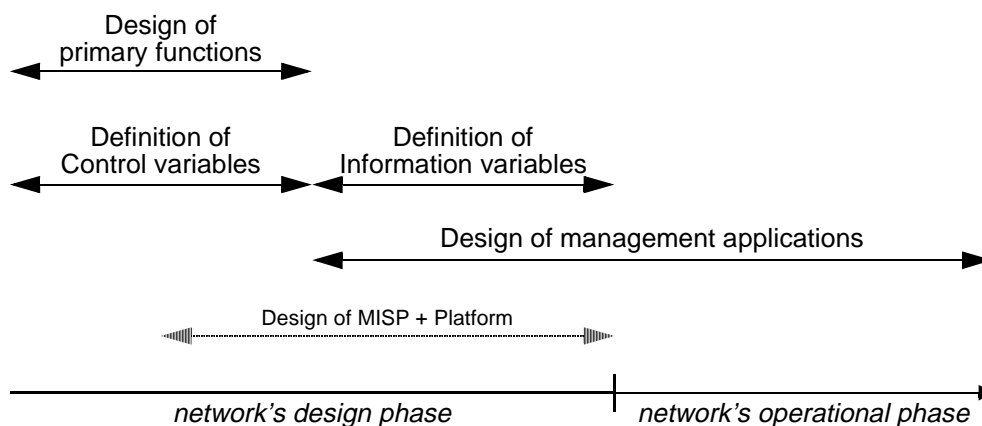 Design of
primary functions
Definition of
Control variables
Definition of
Information variables
Design of management applications
Design of MISP + Platform
network's design phase
network's operational phase